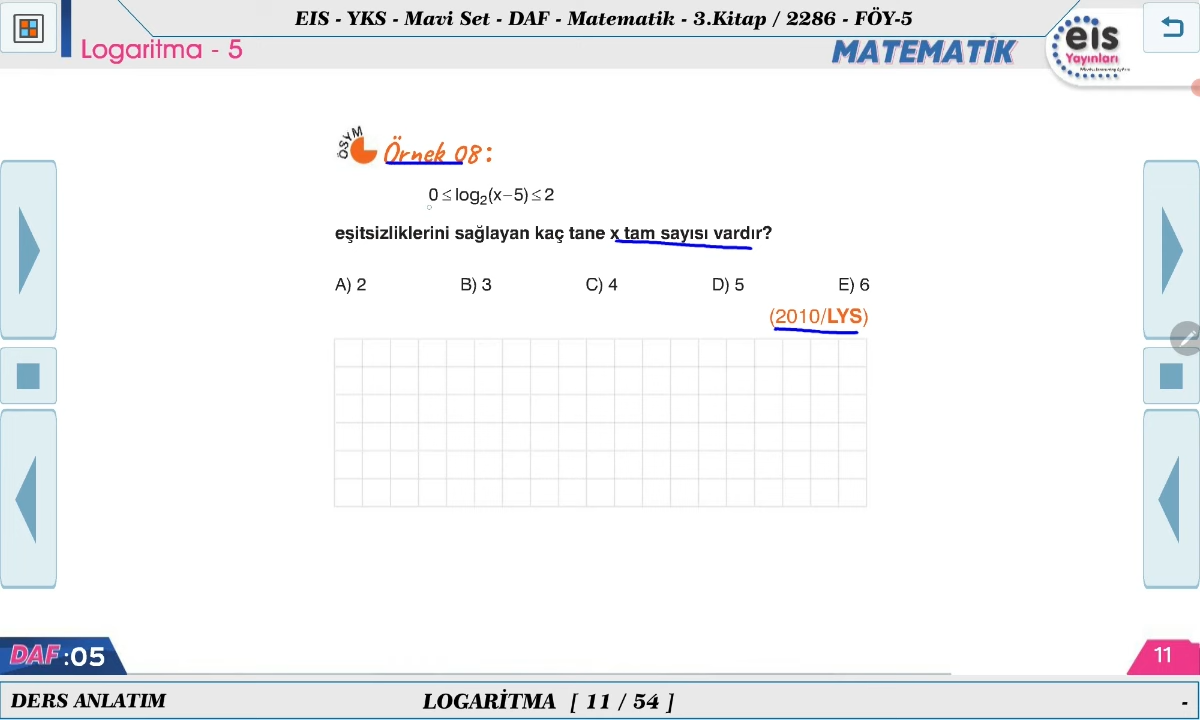 EIS - YKS - Mavi Set - DAF - Matematik - 3.Kitap / 2286 - FÖY-5
Logaritma - 5
MATEMATİK
eis
Yayınları
ÖSYM
Örnek 08:
0 ≤ log₂(x–5) ≤ 2
eşitsizliklerini sağlayan kaç tane x tam sayısı vardır?
A) 2 B) 3 C) 4 D) 5 E) 6
(2010/LYS)
DAF :05
11
DERS ANLATIM LOGARİTMA [ 11 / 54 ] -